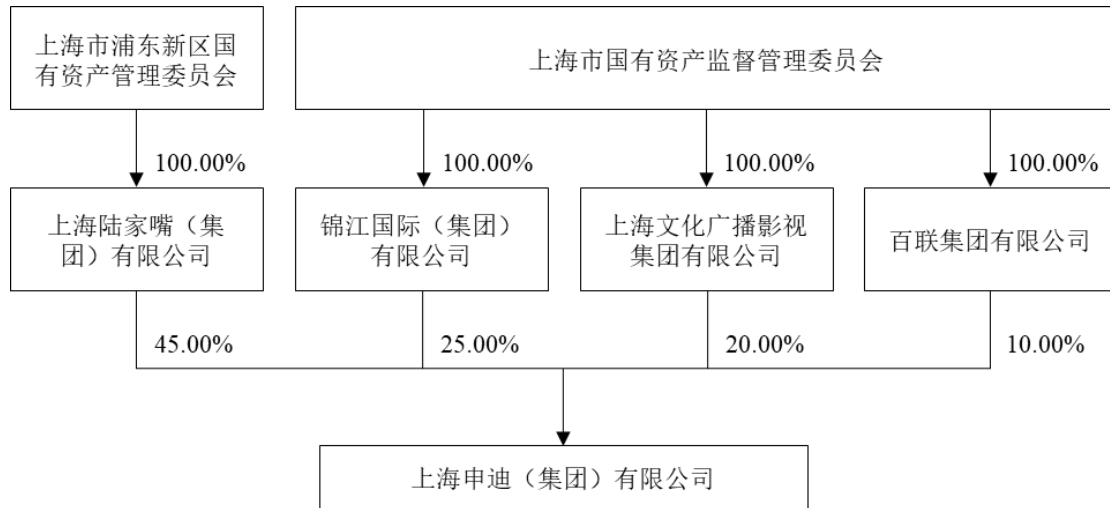 上海市浦东新区国
有资产管理委员会
上海市国有资产监督管理委员会
100.00%
100.00%
100.00%
100.00%
上海陆家嘴（集
团）有限公司
锦江国际（集团）
有限公司
上海文化广播影视
集团有限公司
百联集团有限公司
45.00%
25.00%
20.00%
10.00%
上海申迪（集团）有限公司